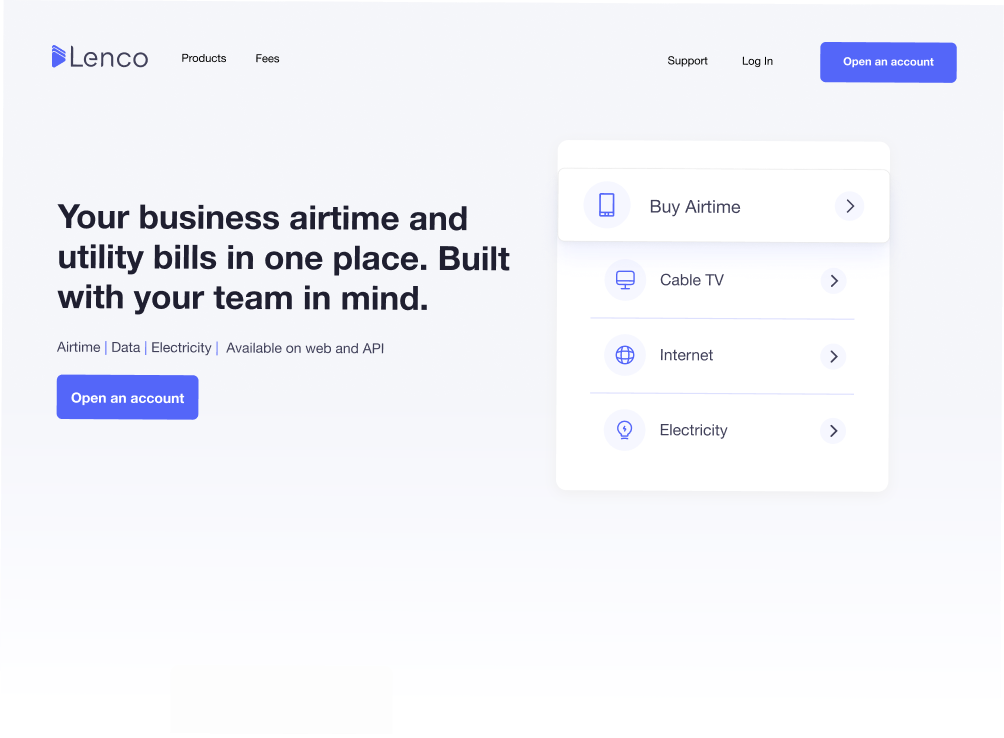 Lenco
Products
Fees
Support
Log In
Open an account
Your business airtime and
utility bills in one place. Built
with your team in mind.
Airtime | Data | Electricity | Available on web and API
Open an account
Buy Airtime
Cable TV
Internet
Electricity